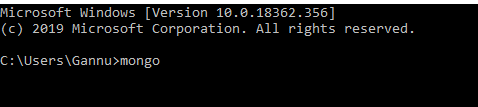 Microsoft Windows [Version 10.0.18362.356]
(c) 2019 Microsoft Corporation. All rights reserved.
C:\Users\Gannu>mongo